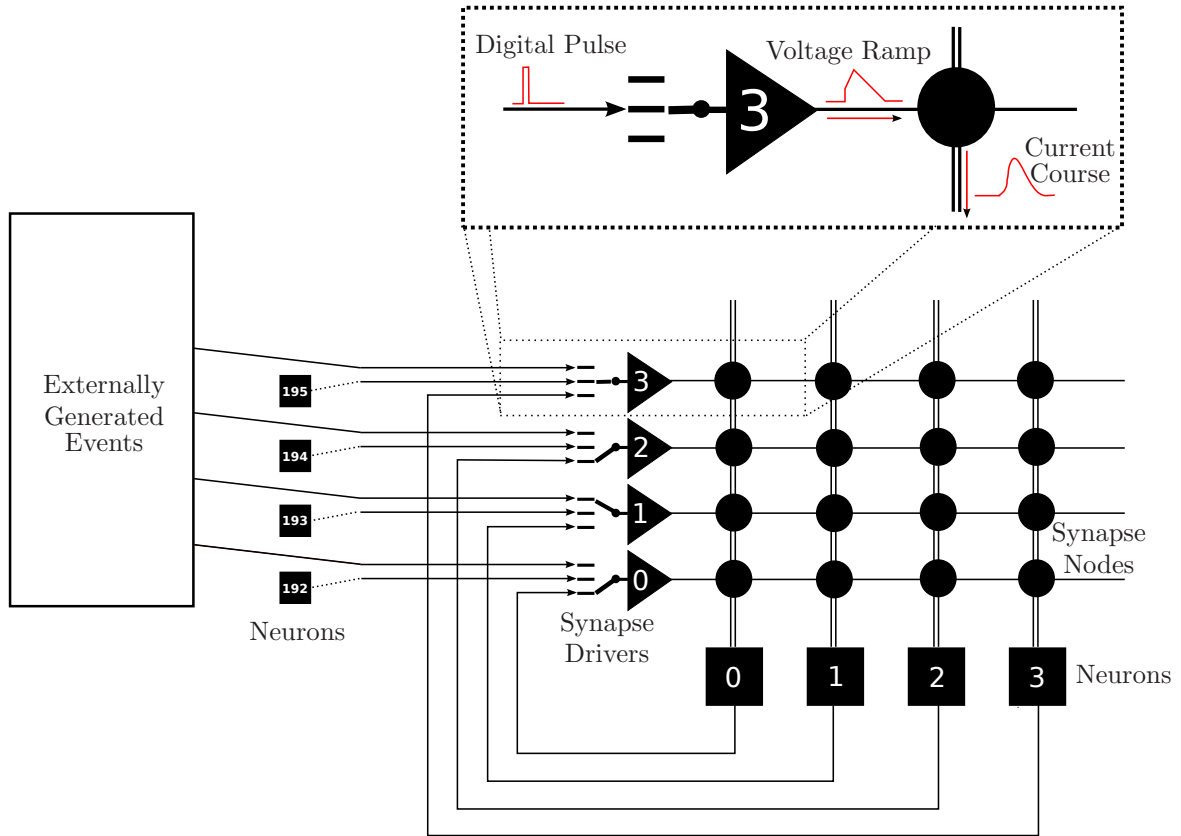 Digital Pulse
Voltage Ramp
3
Current
Course
Externally
Generated
Events
195
3
194
2
193
1
Synapse
Nodes
192
0
Neurons
Synapse
Drivers
0
1
2
3
Neurons